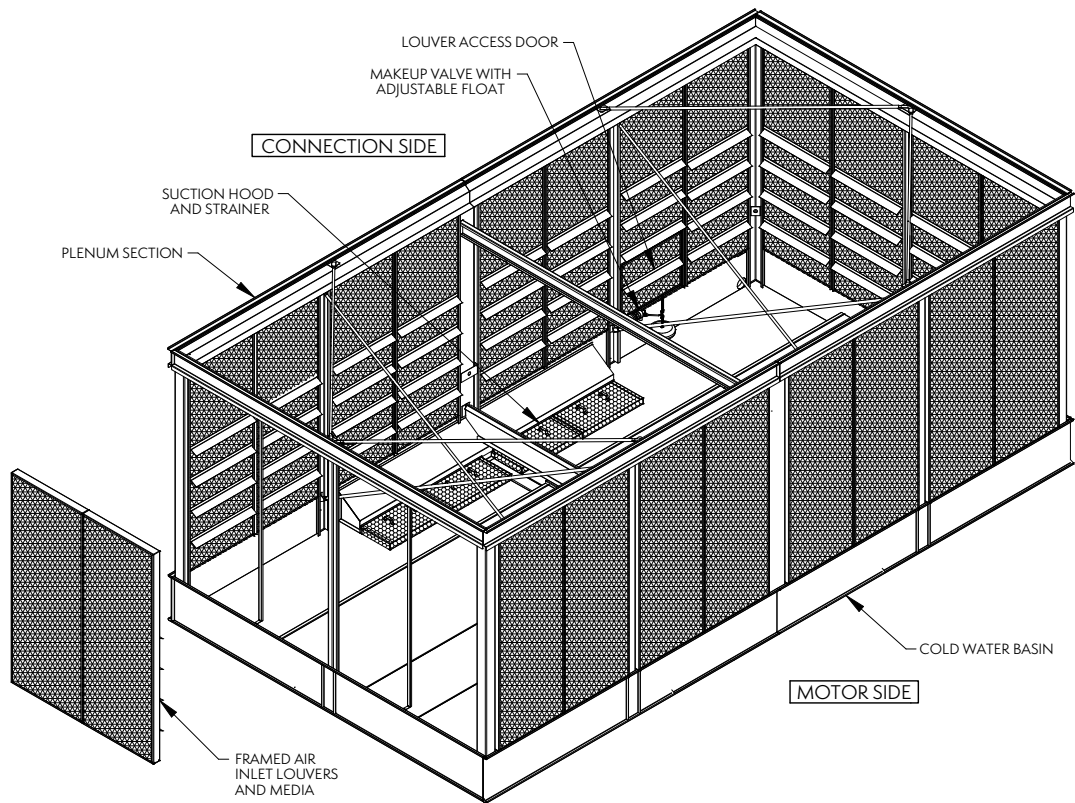 LOUVER ACCESS DOOR
MAKEUP VALVE WITH
ADJUSTABLE FLOAT
CONNECTION SIDE
SUCTION HOOD
AND STRAINER
PLENUM SECTION
COLD WATER BASIN
MOTOR SIDE
FRAMED AIR
INLET LOUVERS
AND MEDIA